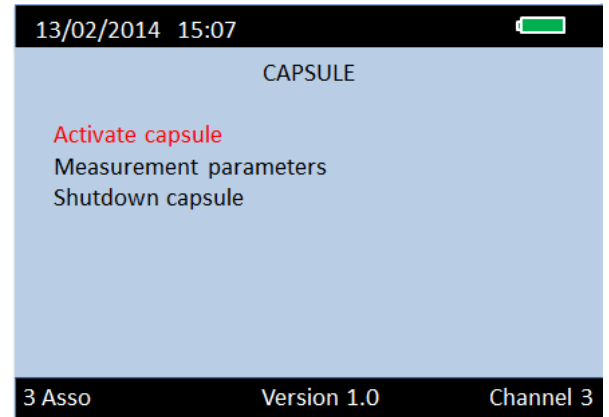 13/02/2014 15:07
CAPSULE
Activate capsule
Measurement parameters
Shutdown capsule
3 Asso Version 1.0 Channel 3